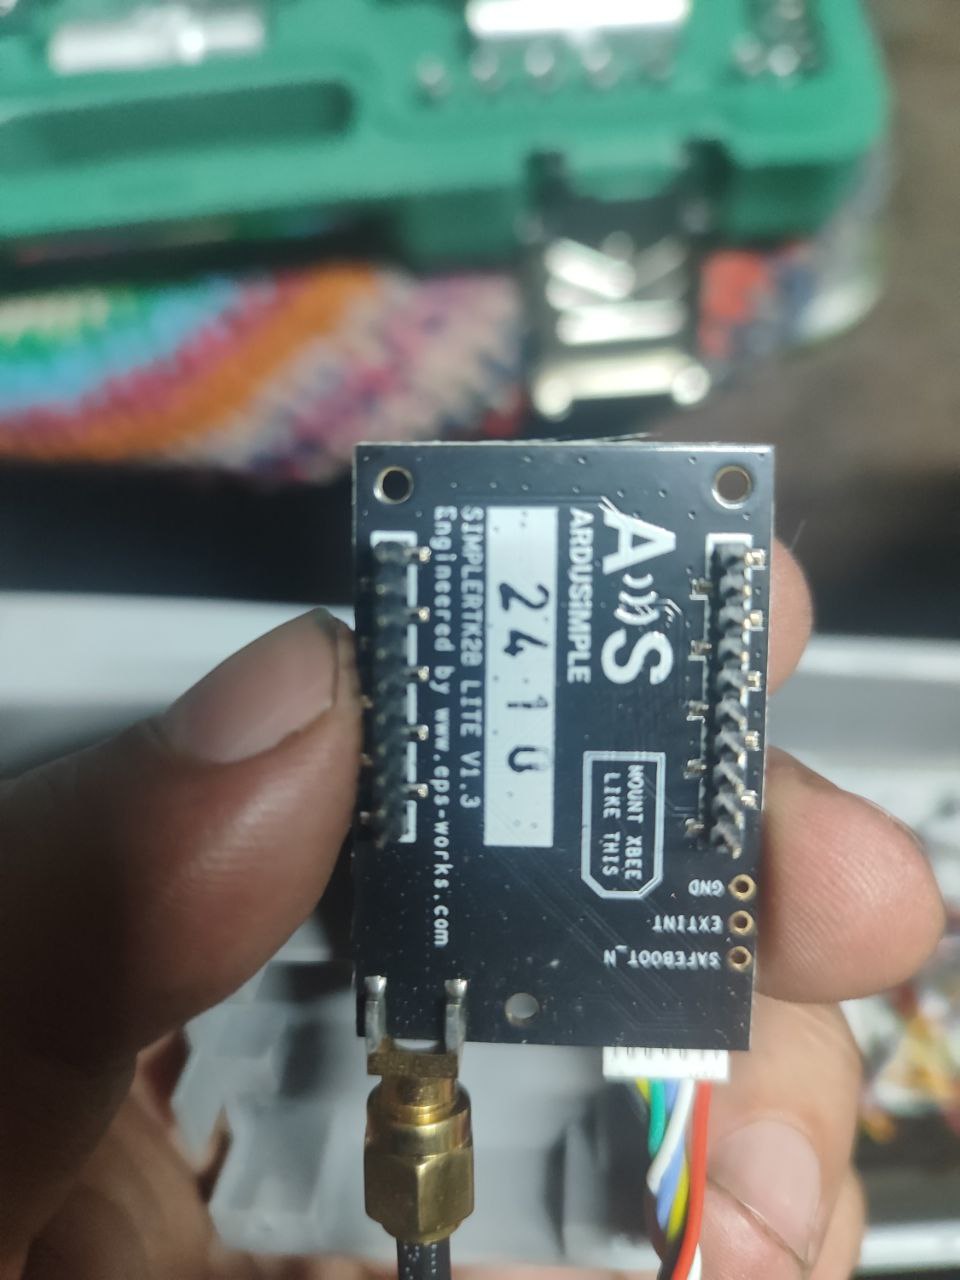 A)))S
ARDUSIMPLE
2410
SIMPLERTK2B LITE V1.3
Engineered by www.eps-works.com
MOUNT XBEE
LIKE THIS
GND
EXTINT
SAFEBOOT_N